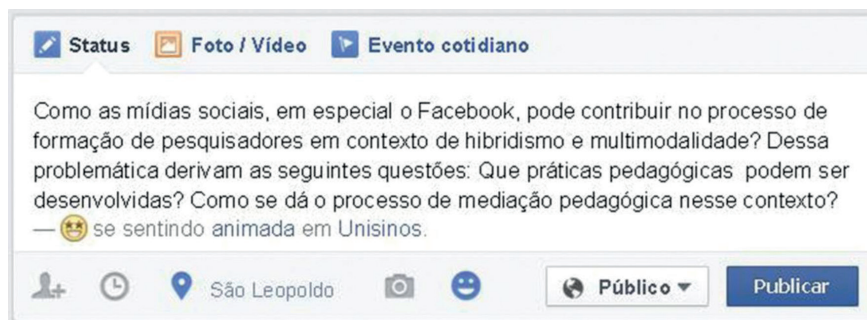 Status Foto / Vídeo Evento cotidiano
Como as mídias sociais, em especial o Facebook, pode contribuir no processo de
formação de pesquisadores em contexto de hibridismo e multimodalidade? Dessa
problemática derivam as seguintes questões: Que práticas pedagógicas podem ser
desenvolvidas? Como se dá o processo de mediação pedagógica nesse contexto?
— se sentindo animada em Unisinos.
São Leopoldo Público Publicar